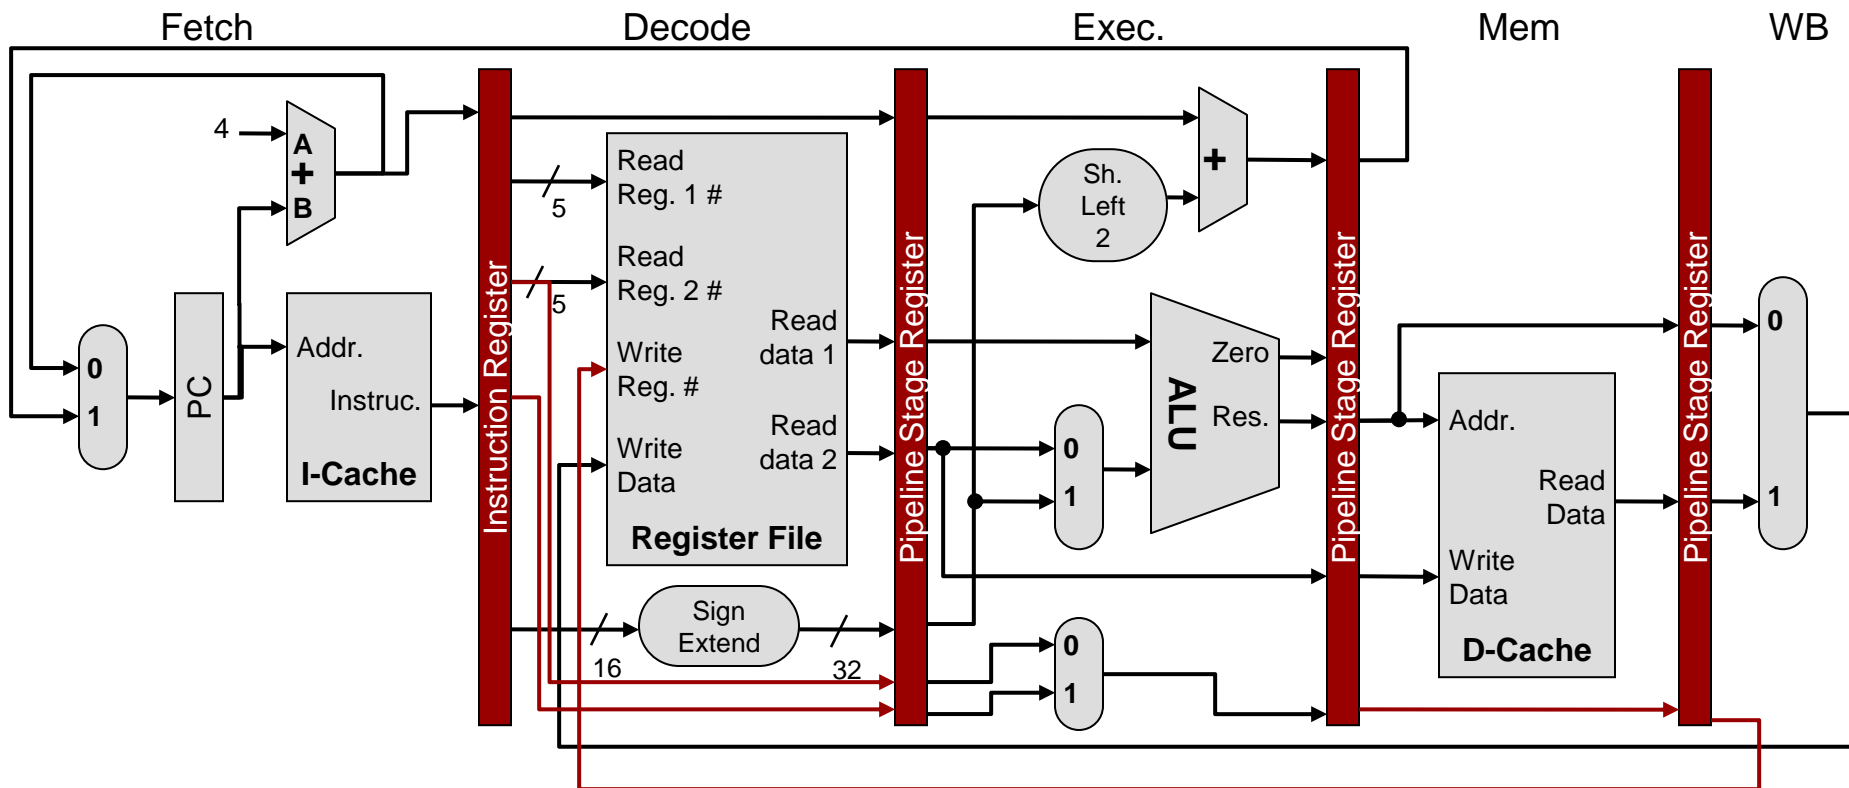 Fetch
Decode
Exec.
Mem
WB
4
A
+
B
0
1
PC
Addr.
Instruc.
I-Cache
Instruction Register
5
5
Read
Reg. 1 #
Read
Reg. 2 #
Write
Reg. #
Write
Data
Read
data 1
Read
data 2
Register File
16
Sign
Extend
32
Pipeline Stage Register
Sh.
Left
2
+
0
1
ALU
Zero
Res.
0
1
Pipeline Stage Register
Addr.
Read
Data
Write
Data
D-Cache
Pipeline Stage Register
0
1